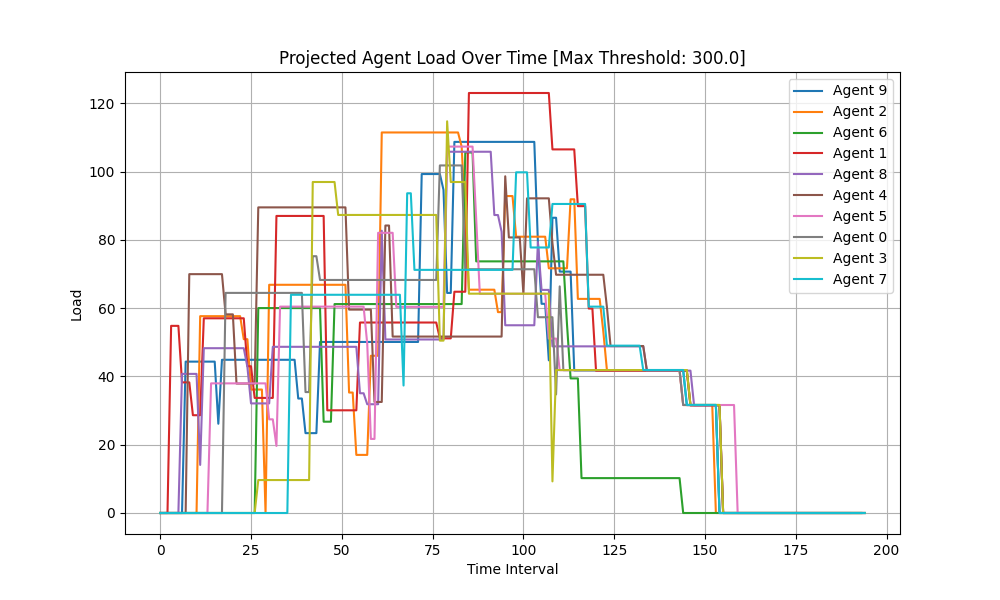 Projected Agent Load Over Time [Max Threshold: 300.0]
Load
120
100
80
60
40
20
0
0 25 50 75 100 125 150 175 200
Time Interval
Agent 9
Agent 2
Agent 6
Agent 1
Agent 8
Agent 4
Agent 5
Agent 0
Agent 3
Agent 7